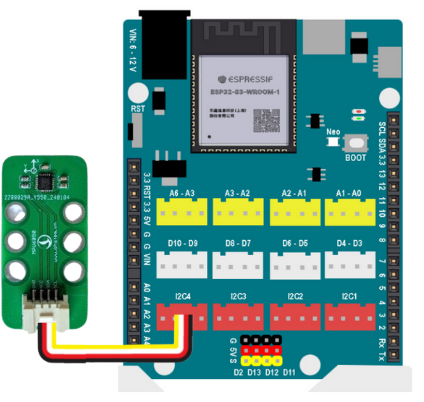 VIN: 6 - 12 V
ESPRESSIF
ESP32-S3-WROOM-1
RST
Neo
BOOT
SCL
SDA
3.3
13
12
11
10
9
8
7
6
5
4
3
2
Rx
Tx
3.3
RST
3.3
5V
G
G
VIN
A0
A1
A2
A3
A4
A6 - A3
A3 - A2
A2 - A1
A1 - A0
D10 - D9
D8 - D7
D6 - D5
D4 - D3
I2C4
I2C3
I2C2
I2C1
G
5V
S
D2
D13
D12
D11